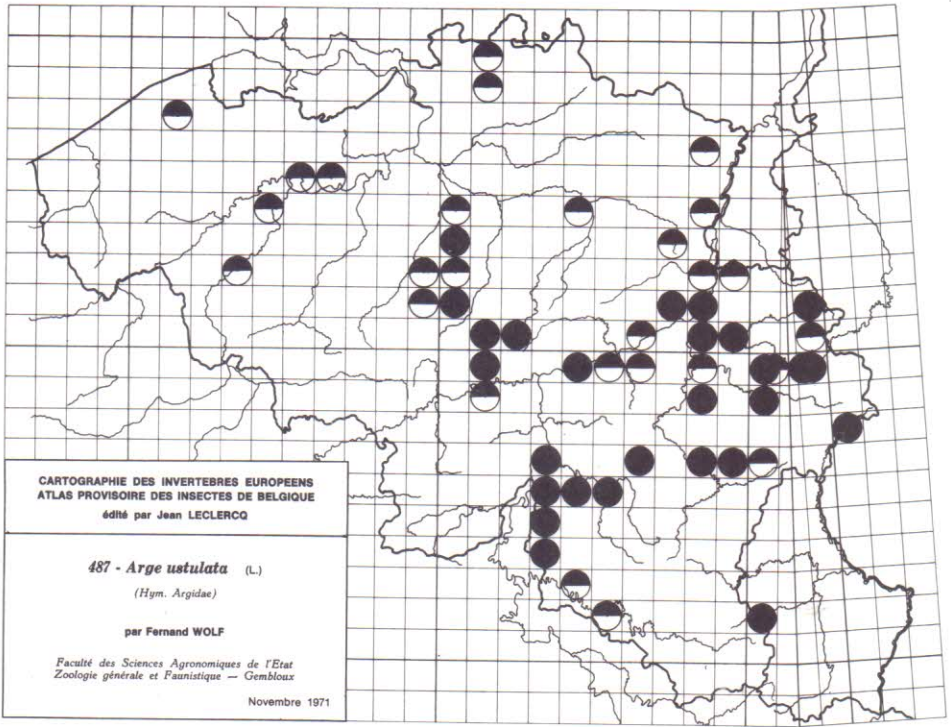 CARTOGRAPHIE DES INVERTEBRES EUROPEENS
ATLAS PROVISOIRE DES INSECTES DE BELGIQUE
édité par Jean LECLERCQ
487 - Arge ustulata (L.)
(Hym. Argidae)
par Fernand WOLF
Faculté des Sciences Agronomiques de l'Etat
Zoologie générale et Faunistique — Gembloux
Novembre 1971